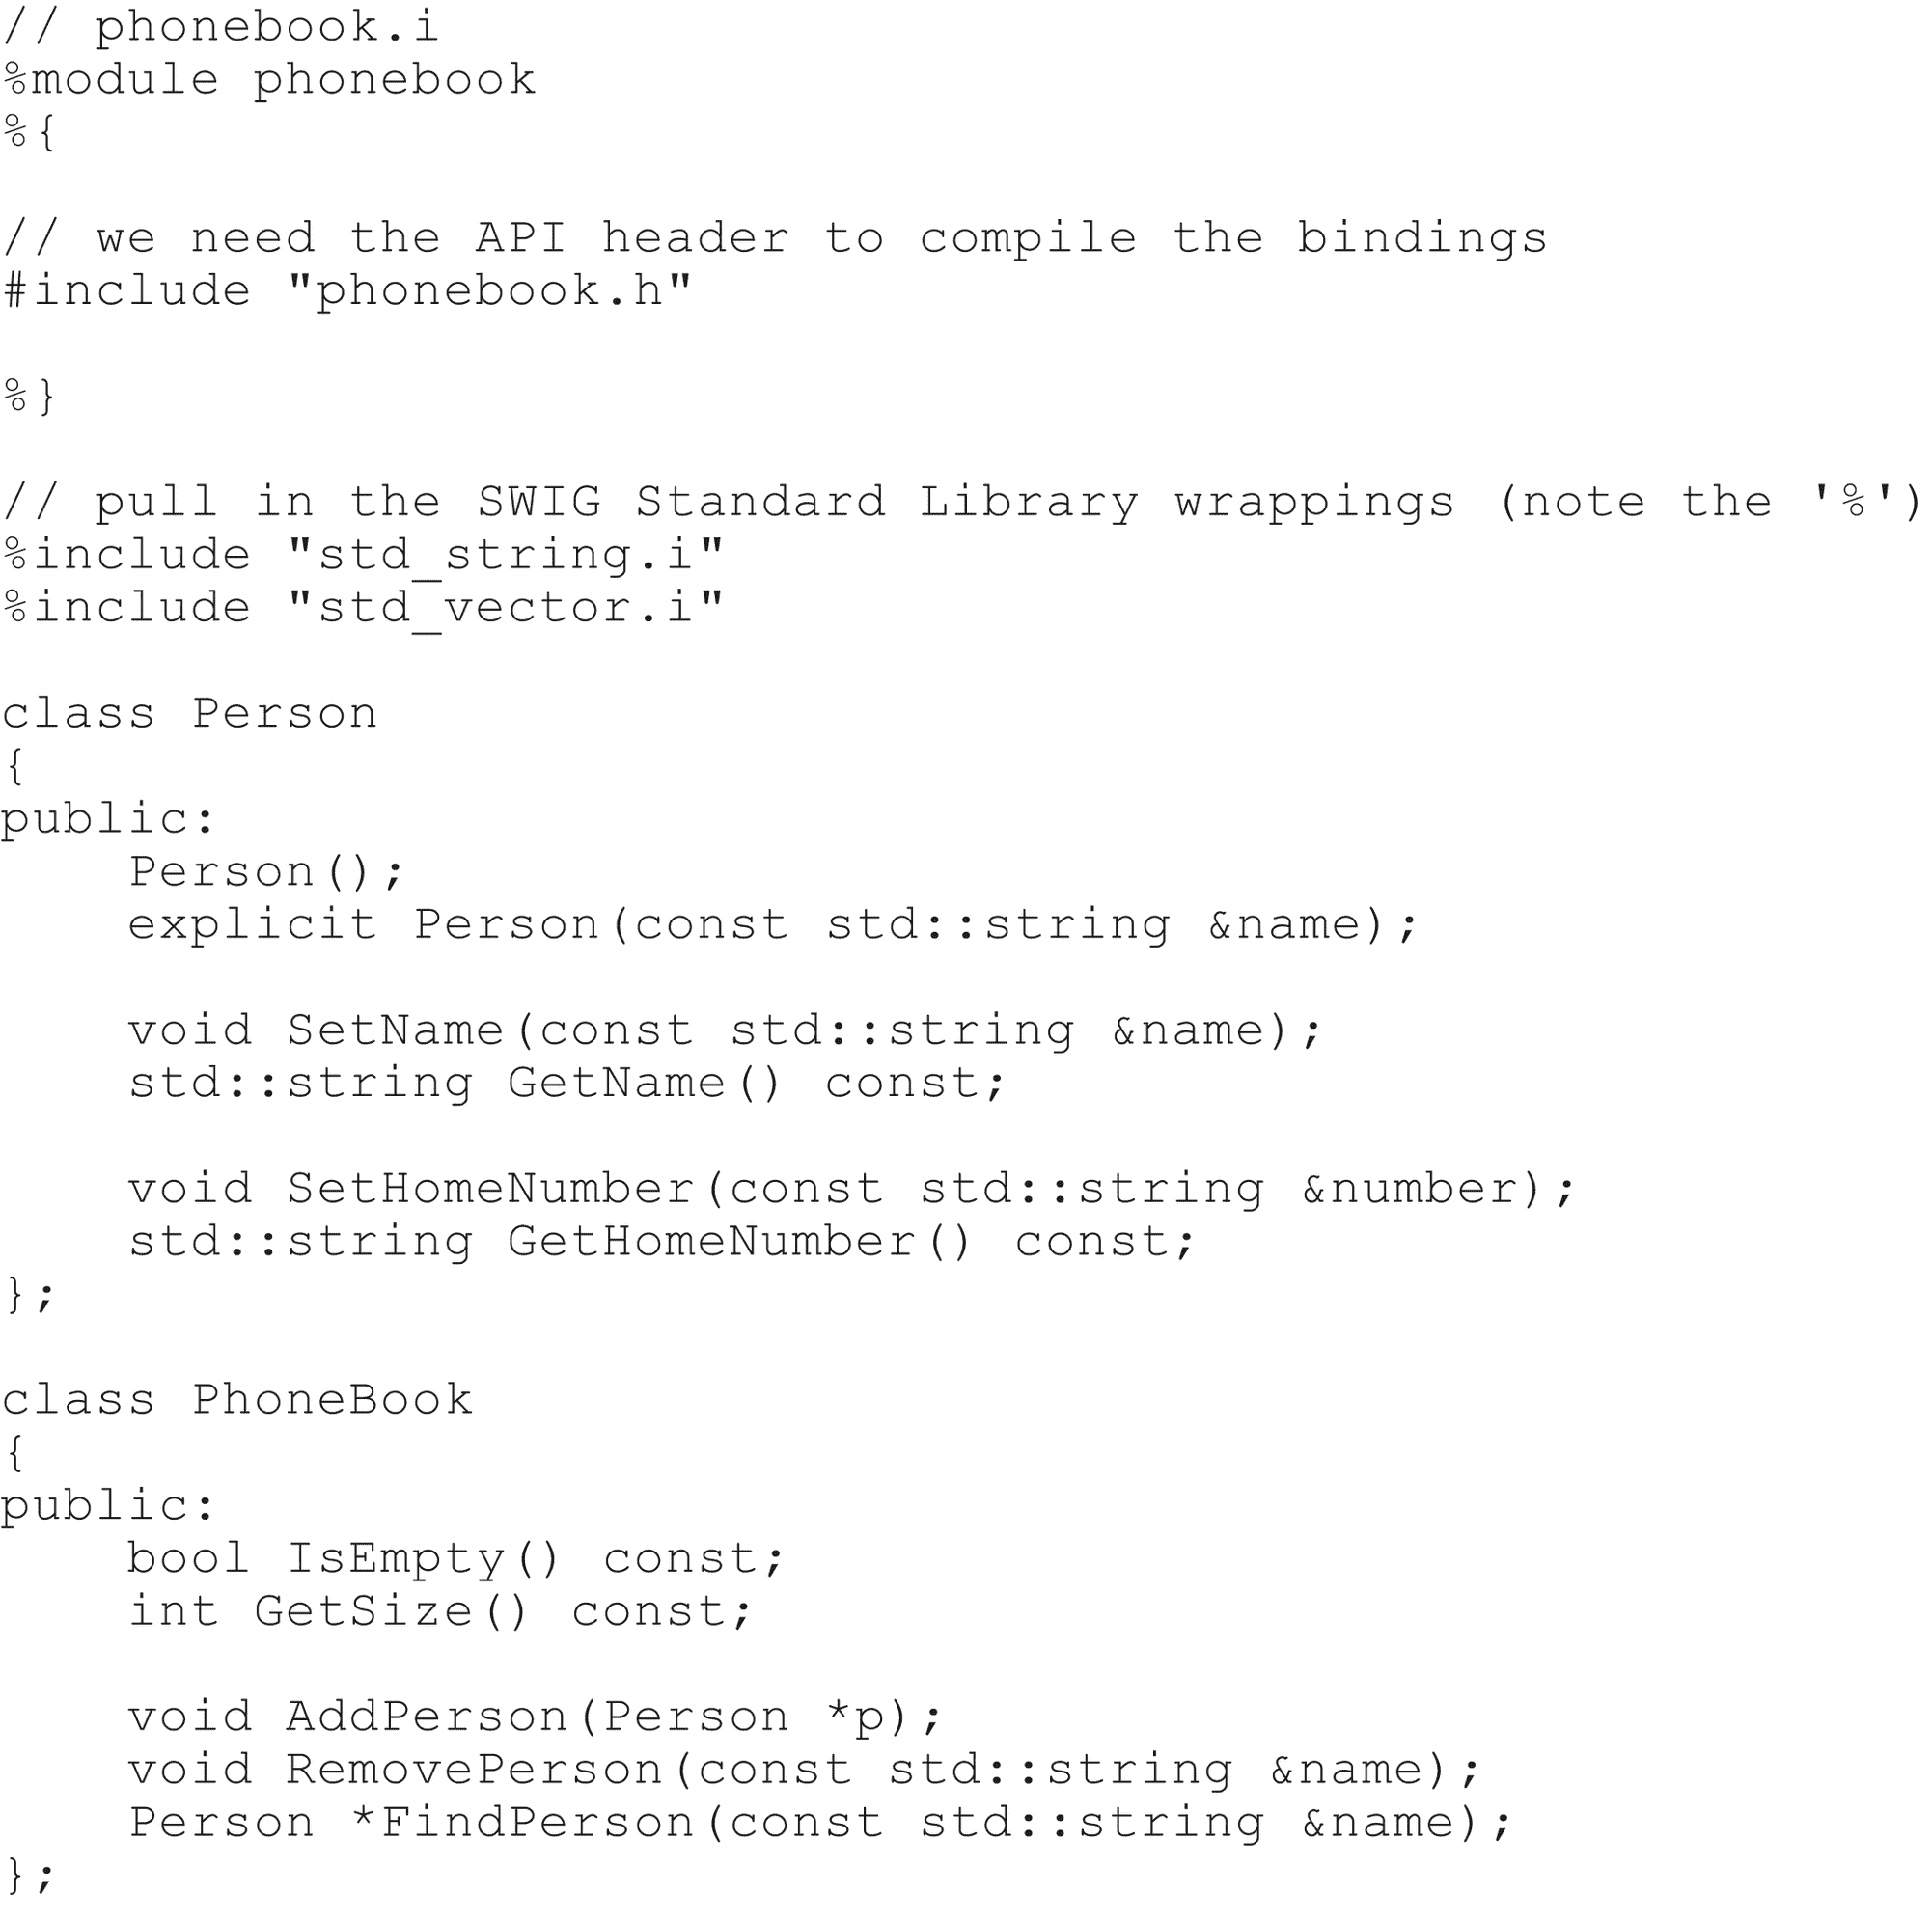 // phonebook.i
%module phonebook
%{

// we need the API header to compile the bindings
#include "phonebook.h"

%}

// pull in the SWIG Standard Library wrappings (note the '%')
%include "std_string.i"
%include "std_vector.i"

class Person
{
public:
    Person();
    explicit Person(const std::string &name);

    void SetName(const std::string &name);
    std::string GetName() const;

    void SetHomeNumber(const std::string &number);
    std::string GetHomeNumber() const;
};

class PhoneBook
{
public:
    bool IsEmpty() const;
    int GetSize() const;

    void AddPerson(Person *p);
    void RemovePerson(const std::string &name);
    Person *FindPerson(const std::string &name);
};